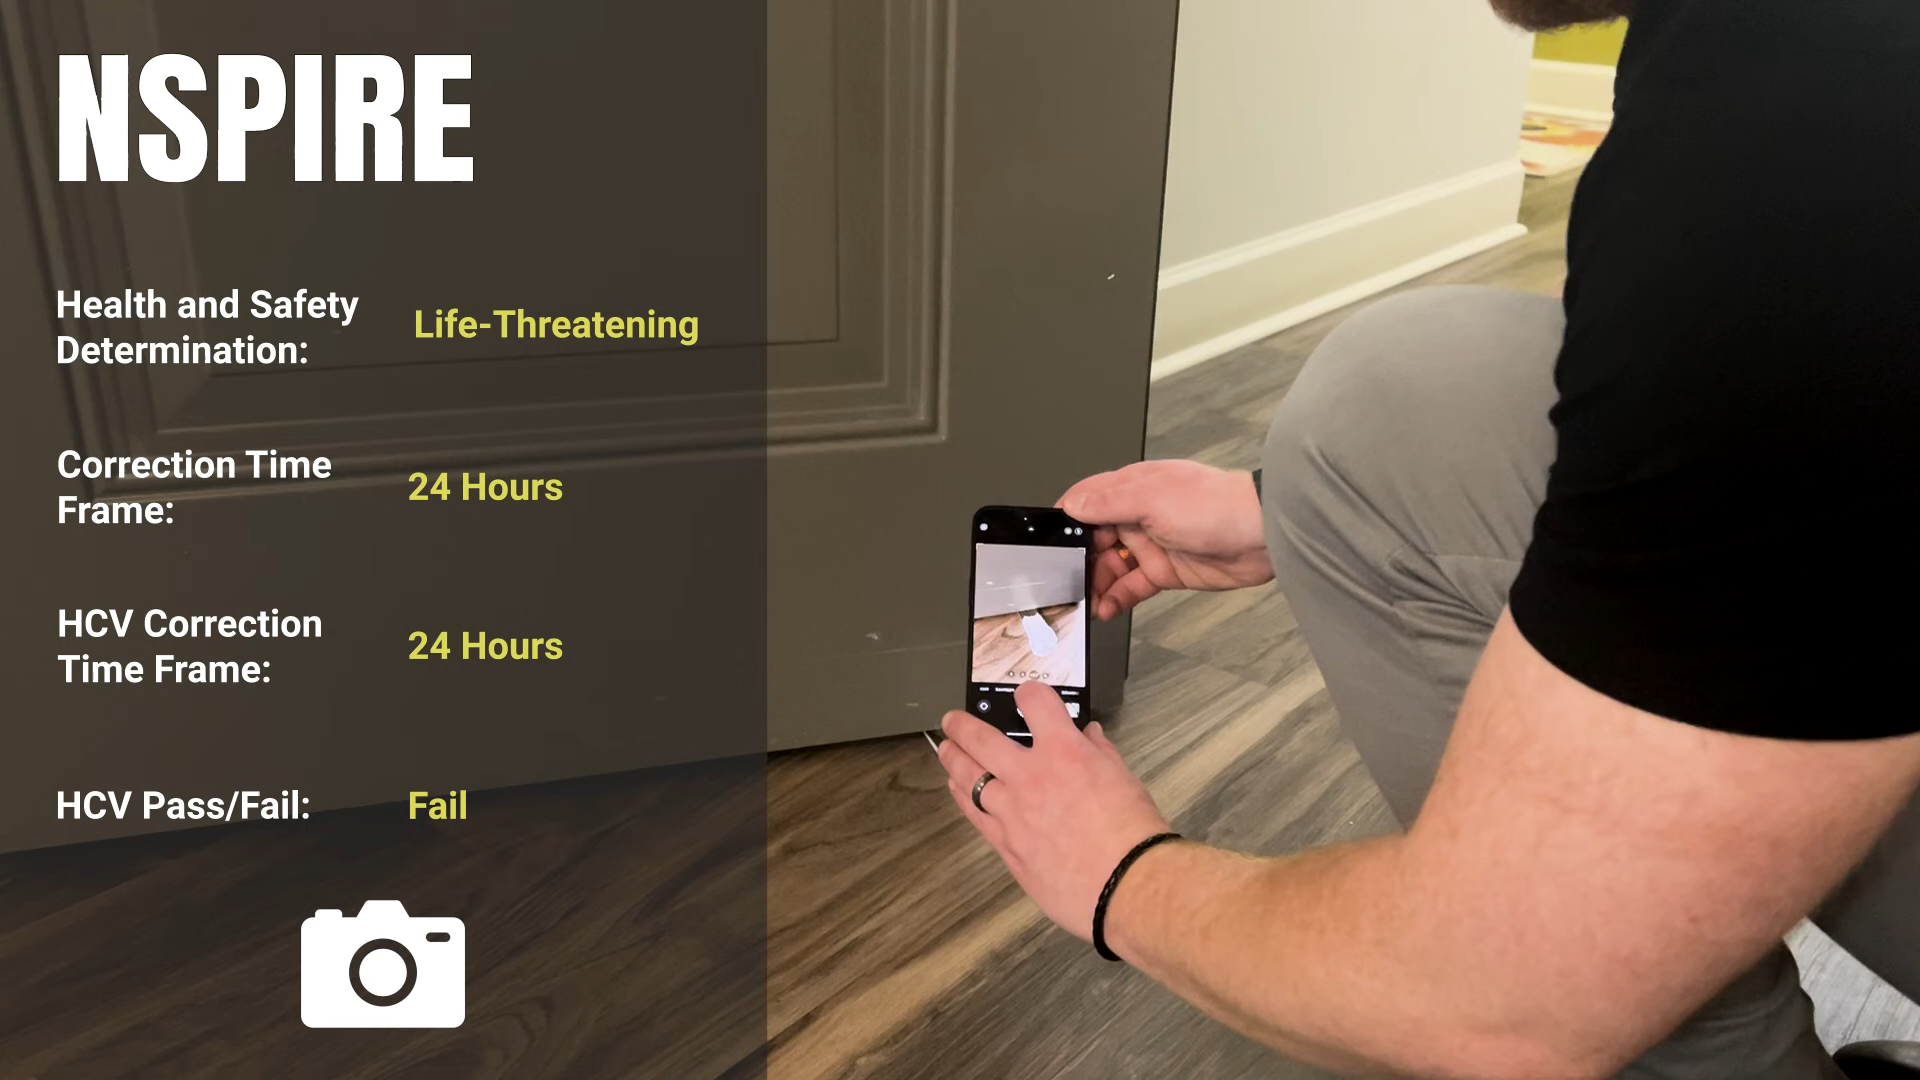 NSPIRE
Health and Safety
Determination:
Life-Threatening
Correction Time
Frame:
24 Hours
HCV Correction
Time Frame:
24 Hours
HCV Pass/Fail:
Fail